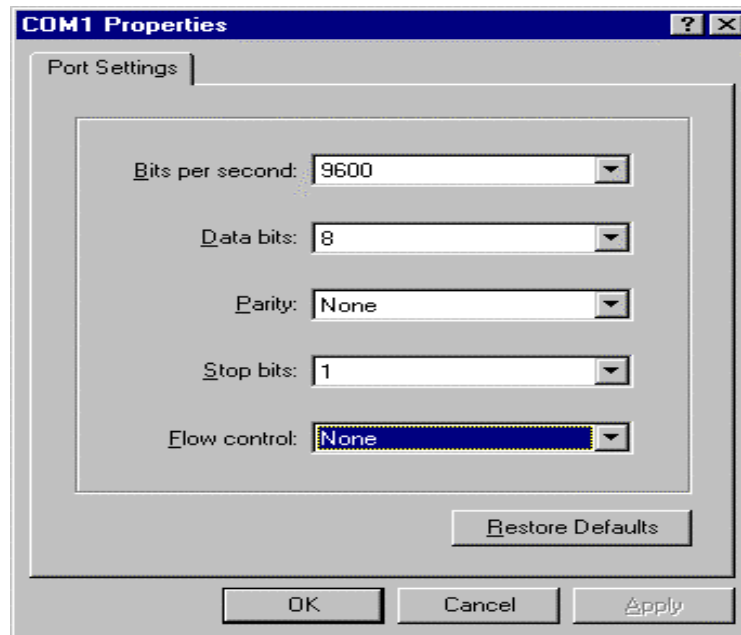 COM1 Properties
Port Settings
Bits per second: 9600
Data bits: 8
Parity: None
Stop bits: 1
Flow control: None
Restore Defaults
OK Cancel Apply